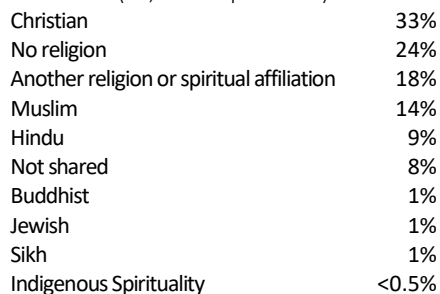 Christian 33%
No religion 24%
Another religion or spiritual affiliation 18%
Muslim 14%
Hindu 9%
Not shared 8%
Buddhist 1%
Jewish 1%
Sikh 1%
Indigenous Spirituality <0.5%